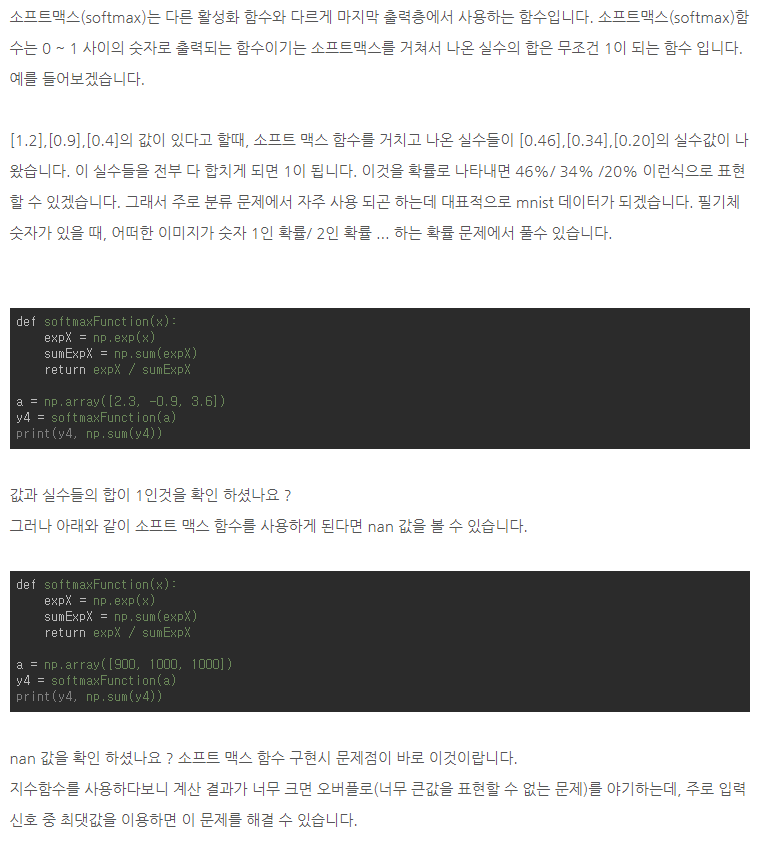 소프트맥스(softmax)는 다른 활성화 함수와 다르게 마지막 출력층에서 사용하는 함수입니다. 소프트맥스(softmax)함
수는 0 ~ 1 사이의 숫자로 출력되는 함수이기는 소프트맥스를 거쳐서 나온 실수의 합은 무조건 1이 되는 함수 입니다.
예를 들어보겠습니다.
[1.2],[0.9],[0.4]의 값이 있다고 할때, 소프트 맥스 함수를 거치고 나온 실수들이 [0.46],[0.34],[0.20]의 실수값이 나
왔습니다. 이 실수들을 전부 다 합치게 되면 1이 됩니다. 이것을 확률로 나타내면 46%/ 34% /20% 이런식으로 표현
할 수 있겠습니다. 그래서 주로 분류 문제에서 자주 사용 되곤 하는데 대표적으로 mnist 데이터가 되겠습니다. 필기체
숫자가 있을 때, 어떠한 이미지가 숫자 1인 확률/ 2인 확률 ... 하는 확률 문제에서 풀수 있습니다.
def softmaxFunction(x):
    expX = np.exp(x)
    sumExpX = np.sum(expX)
    return expX / sumExpX
a = np.array([2.3, -0.9, 3.6])
y4 = softmaxFunction(a)
print(y4, np.sum(y4))
값과 실수들의 합이 1인것을 확인 하셨나요 ?
그러나 아래와 같이 소프트 맥스 함수를 사용하게 된다면 nan 값을 볼 수 있습니다.
def softmaxFunction(x):
    expX = np.exp(x)
    sumExpX = np.sum(expX)
    return expX / sumExpX
a = np.array([900, 1000, 1000])
y4 = softmaxFunction(a)
print(y4, np.sum(y4))
nan 값을 확인 하셨나요 ? 소프트 맥스 함수 구현시 문제점이 바로 이것이랍니다.
지수함수를 사용하다보니 계산 결과가 너무 크면 오버플로(너무 큰값을 표현할 수 없는 문제)를 야기하는데, 주로 입력
신호 중 최댓값을 이용하면 이 문제를 해결 수 있습니다.